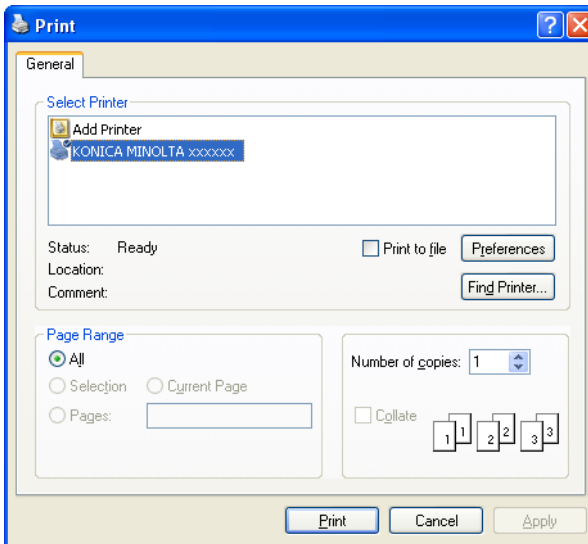 Print
General
Select Printer
Add Printer
KONICA MINOLTA xxxxxx
Status: Ready
Print to file
Preferences
Location:
Comment:
Find Printer...
Page Range
All
Selection
Current Page
Pages:
Number of copies: 1
Collate
1 1 2 2 3 3
Print
Cancel
Apply